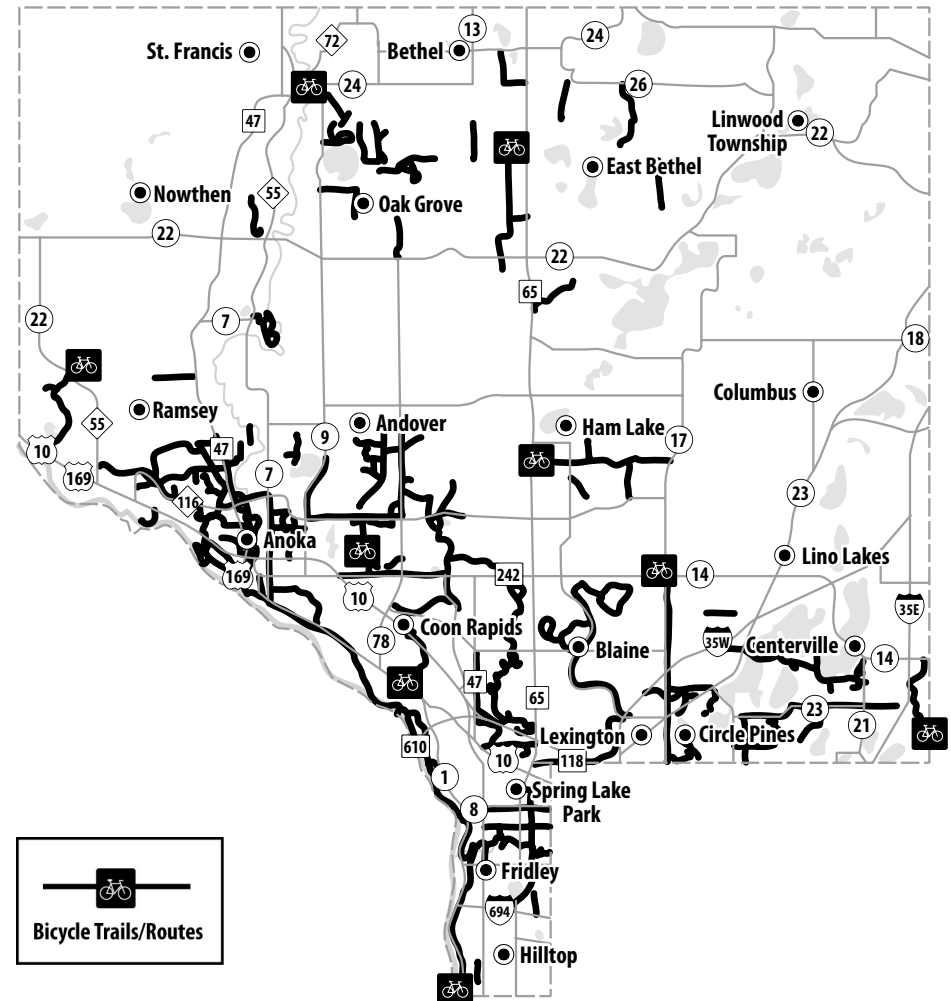 13
72
24
St. Francis
Bethel
24
26
47
Linwood
Township
22
East Bethel
Nowthen
55
Oak Grove
22
22
65
22
7
18
Columbus
Ramsey
55
Andover
Ham Lake
9
17
10
47
169
7
23
116
Anoka
Lino Lakes
169
242
14
10
35E
Coon Rapids
78
35W
Centerville
Blaine
14
47
65
23
21
Lexington
Circle Pines
610
10
118
1
Spring Lake
Park
8
Fridley
694
Bicycle Trails/Routes
Hilltop